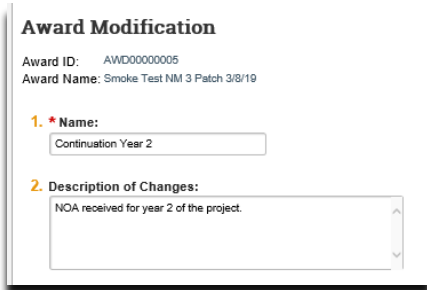 Award Modification
Award ID: AWD00000005
Award Name: Smoke Test NM 3 Patch 3/8/19
1. * Name:
Continuation Year 2
2. Description of Changes:
NOA received for year 2 of the project.